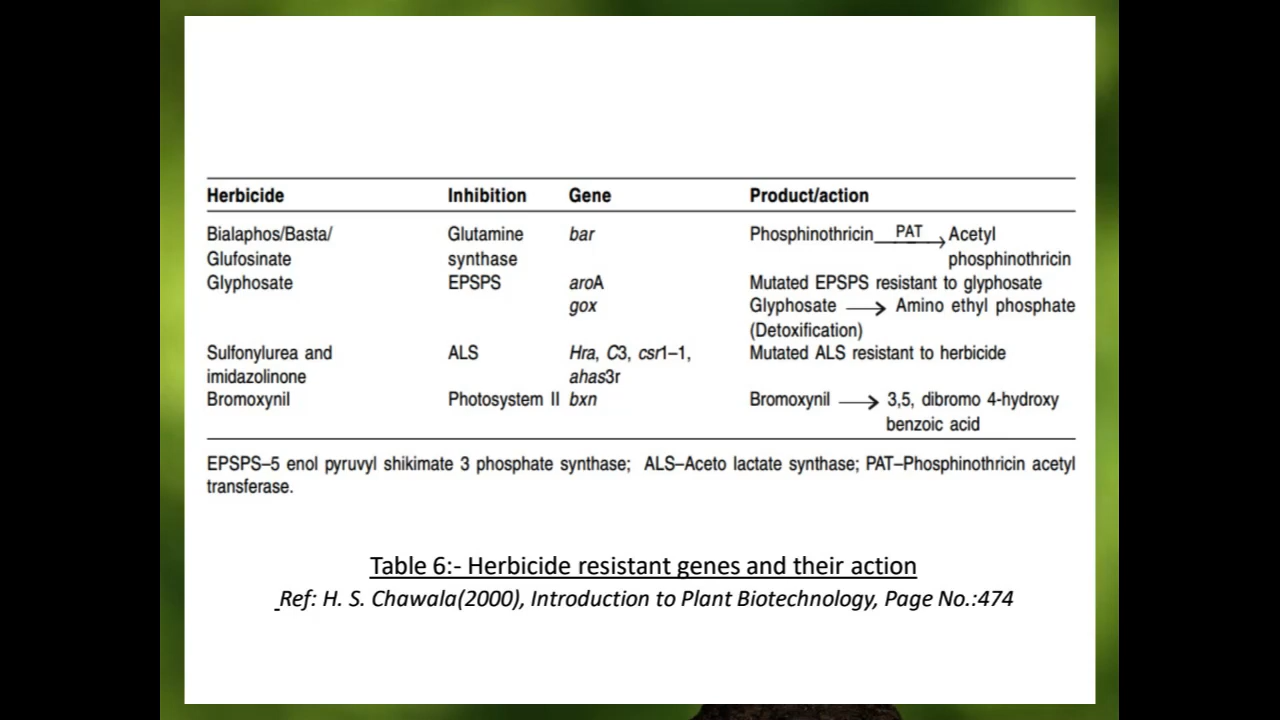 Herbicide Inhibition Gene Product/action
Bialaphos/Basta/ Glutamine bar Phosphinothricin PAT Acetyl
Glufosinate synthase phosphinothricin
Glyphosate EPSPS aroA Mutated EPSPS resistant to glyphosate
gox Glyphosate → Amino ethyl phosphate
(Detoxification)
Sulfonylurea and ALS Hra, C3, csr1–1, Mutated ALS resistant to herbicide
imidazolinone ahas3r
Bromoxynil Photosystem II bxn Bromoxynil → 3,5, dibromo 4-hydroxy
benzoic acid
EPSPS–5 enol pyruvyl shikimate 3 phosphate synthase; ALS–Aceto lactate synthase; PAT–Phosphinothricin acetyl
transferase.
Table 6:- Herbicide resistant genes and their action
Ref: H. S. Chawala(2000), Introduction to Plant Biotechnology, Page No.:474